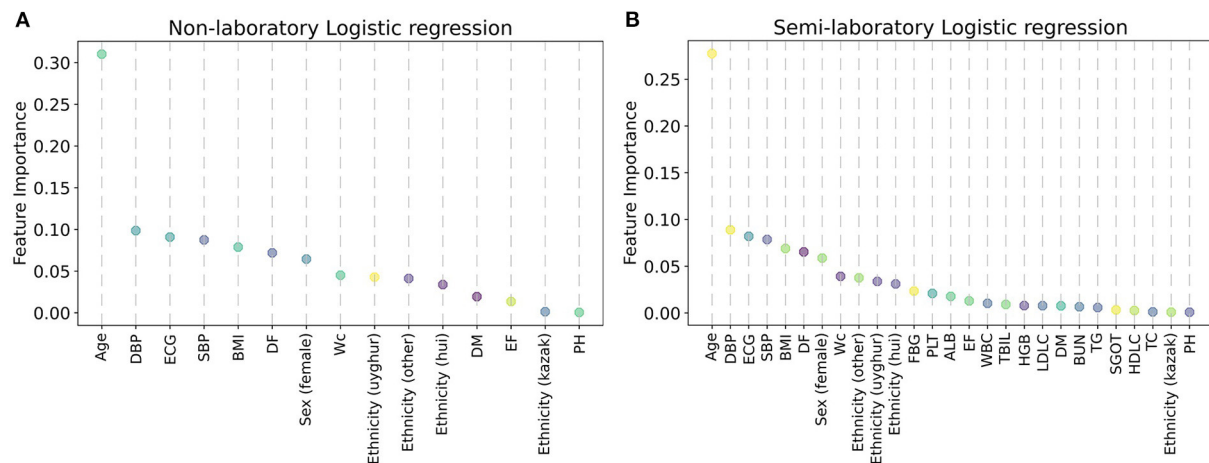 A
Non-laboratory Logistic regression
Feature Importance
0.30
0.25
0.20
0.15
0.10
0.05
0.00
Age
DBP
ECG
SBP
BMI
DF
Sex (female)
Wc
Ethnicity (uyghur)
Ethnicity (other)
Ethnicity (hui)
DM
EF
Ethnicity (kazak)
PH
B
Semi-laboratory Logistic regression
Feature Importance
0.25
0.20
0.15
0.10
0.05
0.00
Age
DBP
ECG
SBP
BMI
DF
Sex (female)
Wc
Ethnicity (other)
Ethnicity (uyghur)
Ethnicity (hui)
FBG
PLT
ALB
EF
WBC
TBIL
HGB
LDLC
DM
BUN
TG
SGOT
HDLC
TC
Ethnicity (kazak)
PH